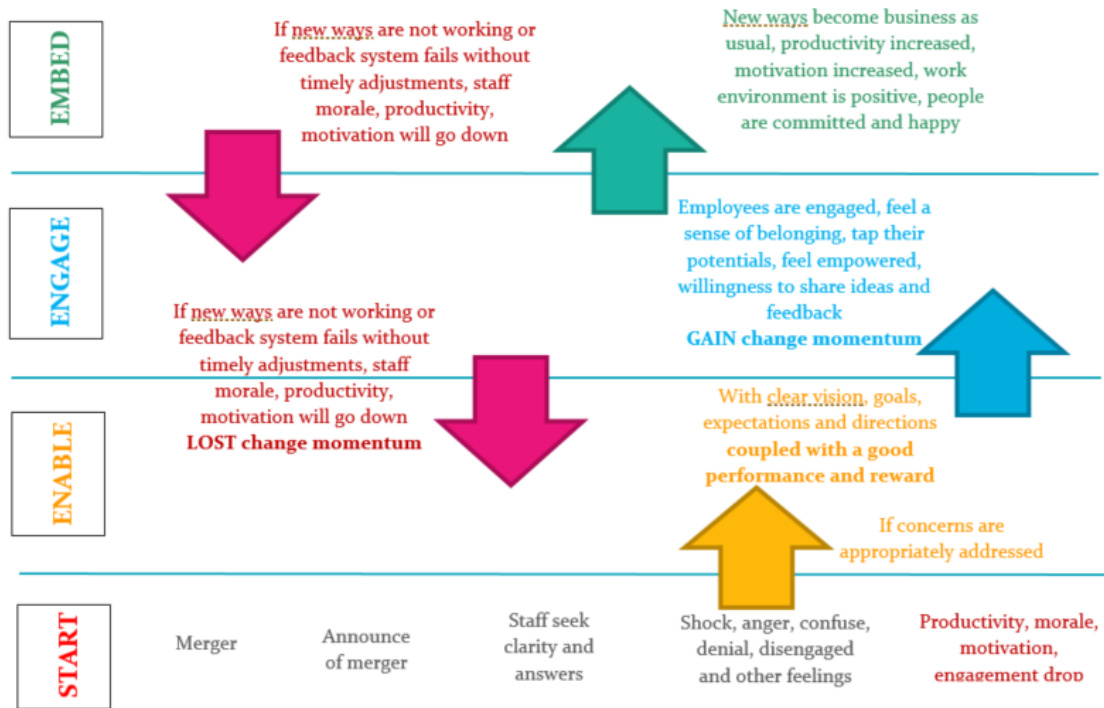 EMBED
If new ways are not working or
feedback system fails without
timely adjustments, staff
morale, productivity,
motivation will go down
New ways become business as
usual, productivity increased,
motivation increased, work
environment is positive, people
are committed and happy
ENGAGE
If new ways are not working or
feedback system fails without
timely adjustments, staff
morale, productivity,
motivation will go down
LOST change momentum
Employees are engaged, feel a
sense of belonging, tap their
potentials, feel empowered,
willingness to share ideas and
feedback
GAIN change momentum
ENABLE
With clear vision, goals,
expectations and directions
coupled with a good
performance and reward
If concerns are
appropriately addressed
START
Merger
Announce
of merger
Staff seek
clarity and
answers
Shock, anger, confuse,
denial, disengaged
and other feelings
Productivity, morale,
motivation,
engagement drop